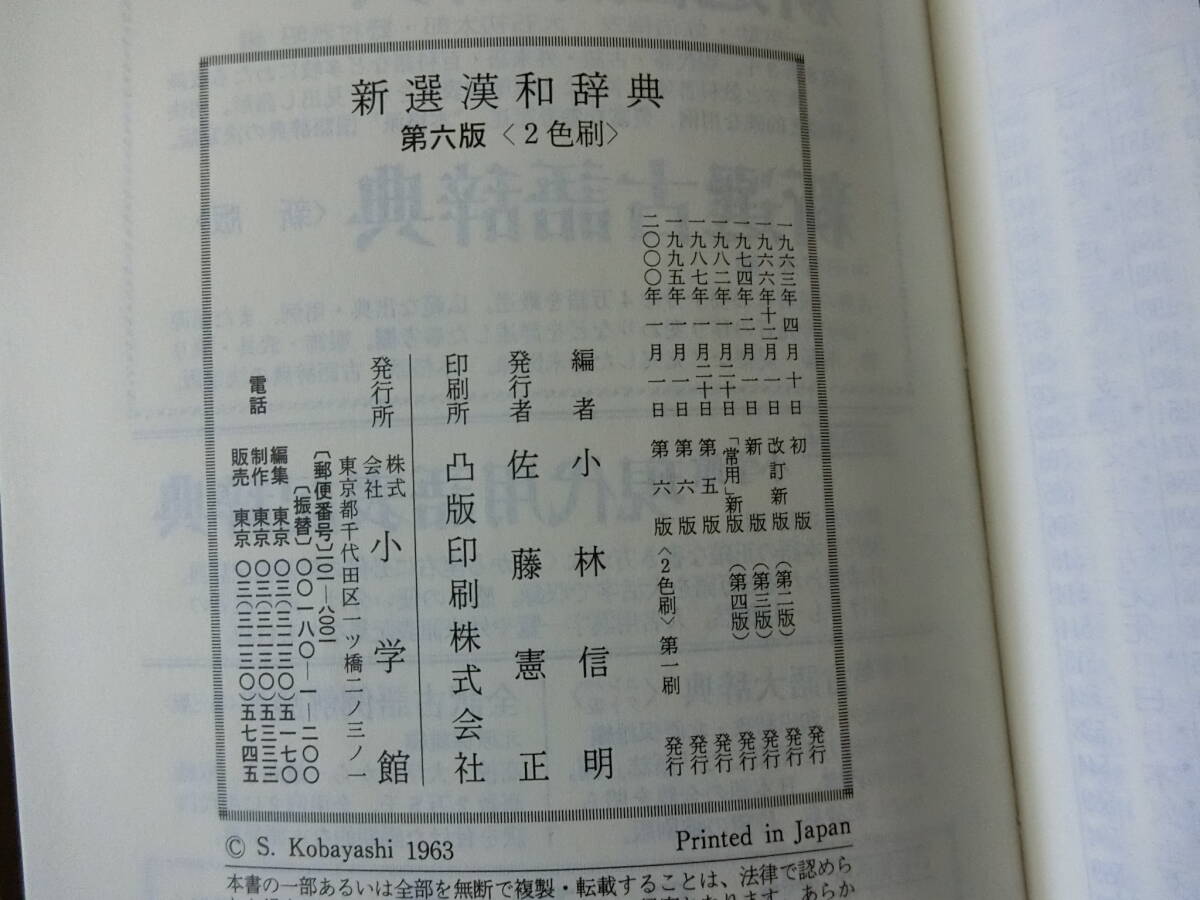 新選漢和辞典
第六版〈2色刷〉
一九六三年 四 月 十 日 初 版 発行
一九六六年十二月 一 日 改訂新版(第二版) 発行
一九七四年 二 月 一 日 新 版(第三版) 発行
一九八二年 一 月二十日 「常用」新版(第四版) 発行
一九八七年 一 月二十日 第 五 版 発行
一九九五年 一 月 一 日 第 六 版 発行
二〇〇〇年 一 月 一 日 第 六 版〈2色刷〉第一刷 発行
編者 小林信明
発行者 佐藤憲正
印刷所 凸版印刷株式会社
発行所 株式会社 小学館
東京都千代田区一ツ橋二ノ三ノ一
〔郵便番号〕一〇一―八〇〇一
〔振替〕〇〇一八〇―一―二〇〇
電話 編集 東京 〇三(三二三〇)五一七〇
制作 東京 〇三(三二三〇)五三三三
販売 東京 〇三(三二三〇)五七四五
© S. Kobayashi 1963 Printed in Japan
本書の一部あるいは全部を無断で複製・転載することは、法律で認めら